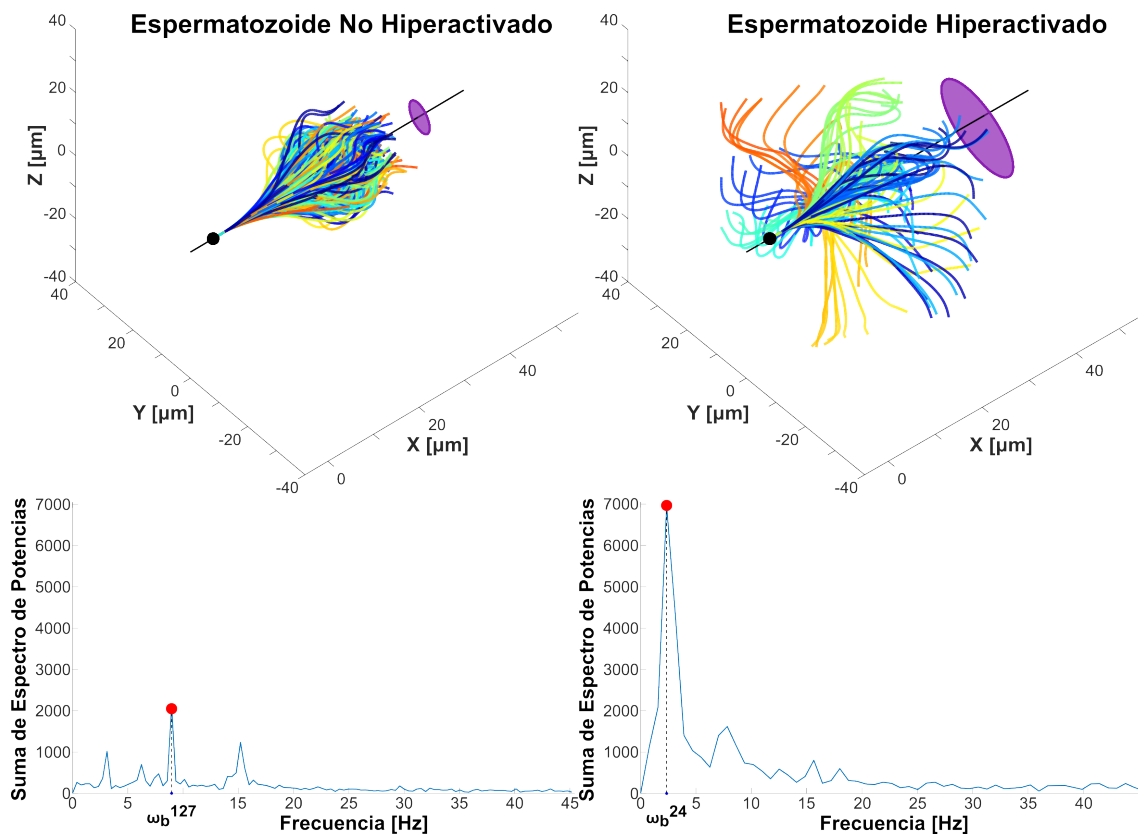 Espermatozoide No Hiperactivado
40
20
0
-20
-40
Z [µm]
40
20
0
-20
-40
Y [µm]
0
20
40
X [µm]
Espermatozoide Hiperactivado
40
20
0
-20
-40
Z [µm]
40
20
0
-20
-40
Y [µm]
0
20
40
X [µm]
Suma de Espectro de Potencias
7000
6000
5000
4000
3000
2000
1000
0
0 5 15 20 25 30 35 40 45
ωb127
Frecuencia [Hz]
Suma de Espectro de Potencias
7000
6000
5000
4000
3000
2000
1000
0
0 5 10 15 20 25 30 35 40
ωb24
Frecuencia [Hz]